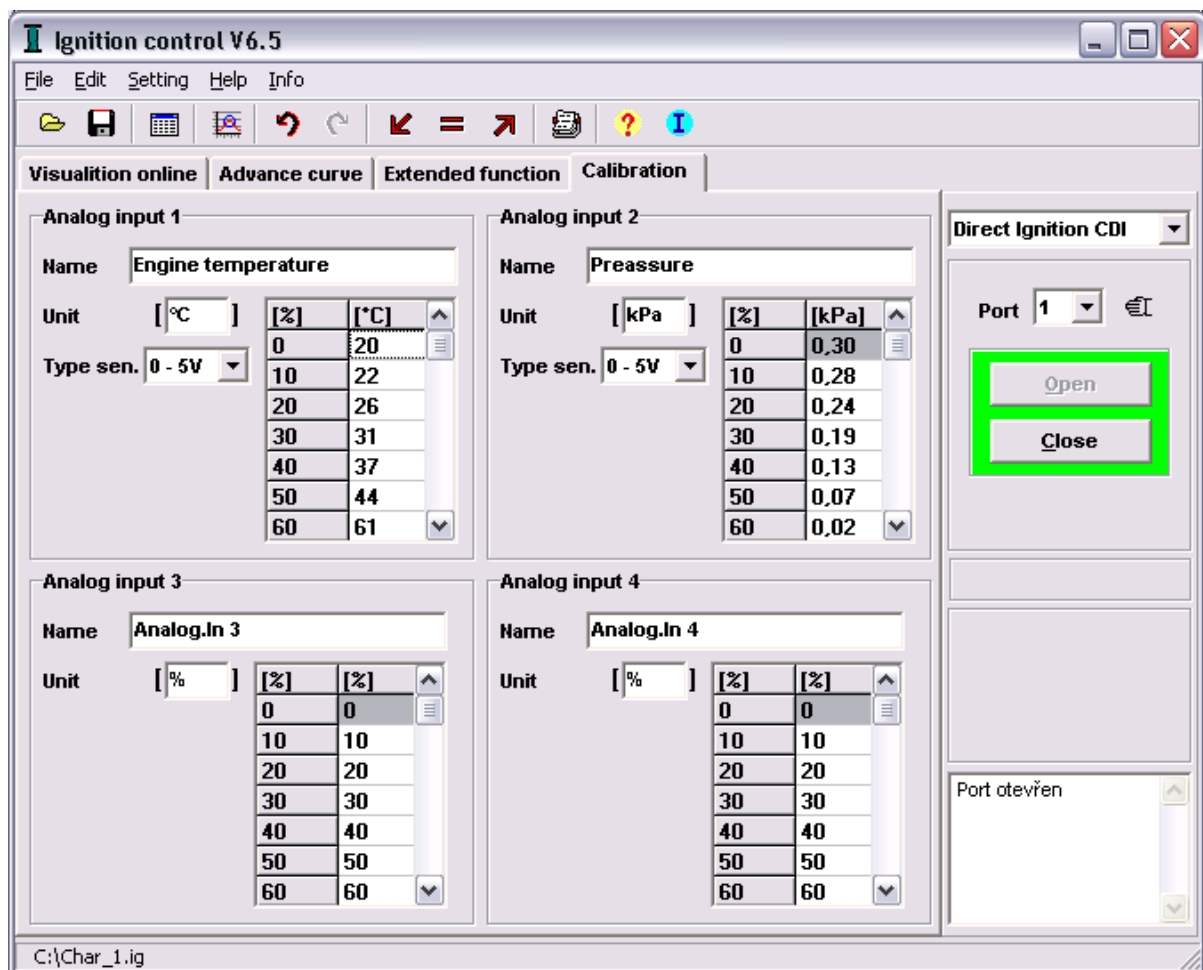 Ignition control V6.5
File Edit Setting Help Info
Visualition online Advance curve Extended function Calibration
Analog input 1
Name Engine temperature
Unit [ °C ]
Type sen. 0 - 5V
[%] [°C]
0 20
10 22
20 26
30 31
40 37
50 44
60 61
Analog input 2
Name Preassure
Unit [ kPa ]
Type sen. 0 - 5V
[%] [kPa]
0 0,30
10 0,28
20 0,24
30 0,19
40 0,13
50 0,07
60 0,02
Analog input 3
Name Analog.In 3
Unit [ % ]
[%] [%]
0 0
10 10
20 20
30 30
40 40
50 50
60 60
Analog input 4
Name Analog.In 4
Unit [ % ]
[%] [%]
0 0
10 10
20 20
30 30
40 40
50 50
60 60
Direct Ignition CDI
Port 1
Open
Close
Port otevřen
C:\Char_1.ig